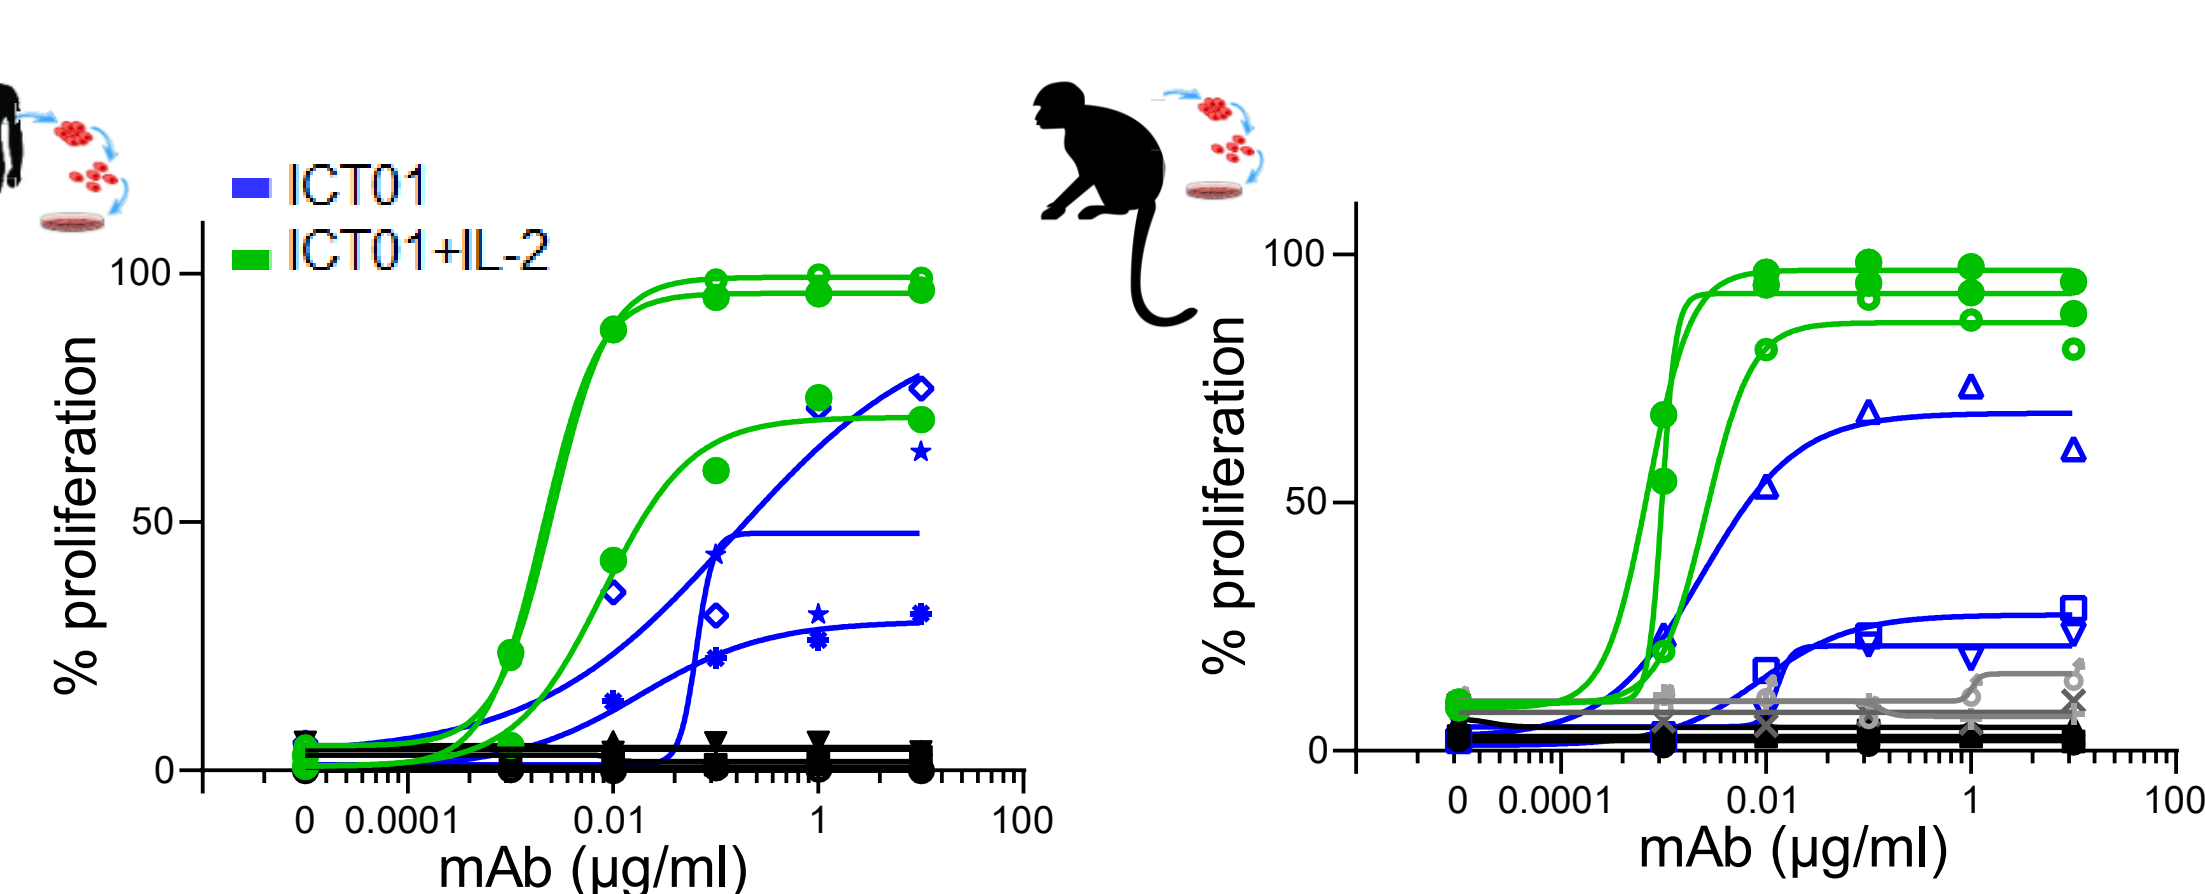 ICT01
ICT01+IL-2
% proliferation
100
50
0
0 0.0001 0.01 1 100
mAb (µg/ml)
% proliferation
100
50
0
0 0.0001 0.01 1 100
mAb (µg/ml)